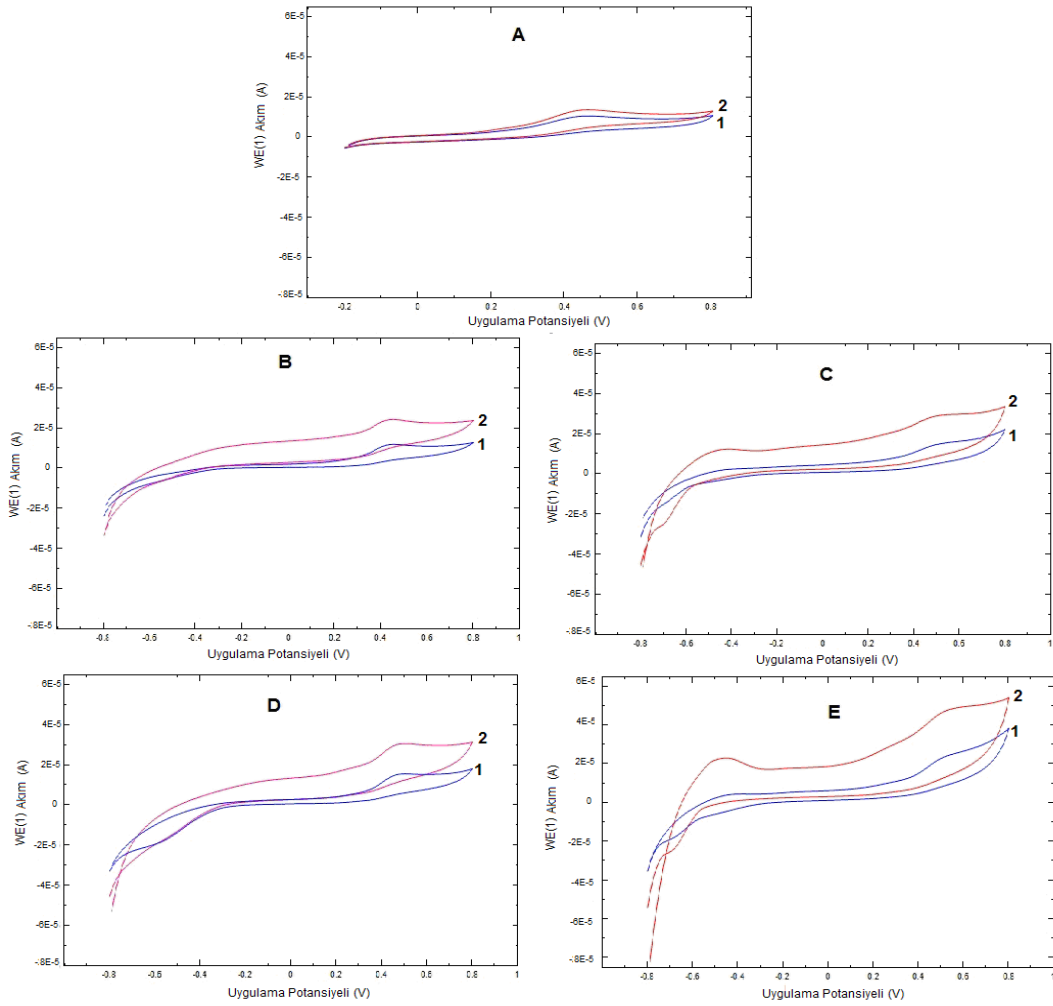 A
6E-5
4E-5
2E-5
0
-2E-5
-4E-5
-6E-5
-.8E-5
WE(1) Akım (A)
2
1
-0.2
0
0.2
0.4
0.6
0.8
Uygulama Potansiyeli (V)
B
6E-5
4E-5
2E-5
0
-2E-5
-4E-5
-6E-5
-.8E-5
WE(1) Akım (A)
2
1
-0.8
-0.6
-0.4
-0.2
0
0.2
0.4
0.6
0.8
1
Uygulama Potansiyeli (V)
C
6E-5
4E-5
2E-5
0
-2E-5
-4E-5
-6E-5
-.8E-5
WE(1) Akım (A)
2
1
-0.8
-0.6
-0.4
-0.2
0
0.2
0.4
0.6
0.8
1
Uygulama Potansiyeli (V)
D
6E-5
4E-5
2E-5
0
-2E-5
-4E-5
-6E-5
-.8E-5
WE(1) Akım (A)
2
1
-0.8
-0.6
-0.4
-0.2
0
0.2
0.4
0.6
0.8
1
Uygulama Potansiyeli (V)
E
6E-5
4E-5
2E-5
0
-2E-5
-4E-5
-6E-5
-.8E-5
WE(1) Akım (A)
2
1
-0.8
-0.6
-0.4
-0.2
0
0.2
0.4
0.6
0.8
1
Uygulama Potansiyeli (V)